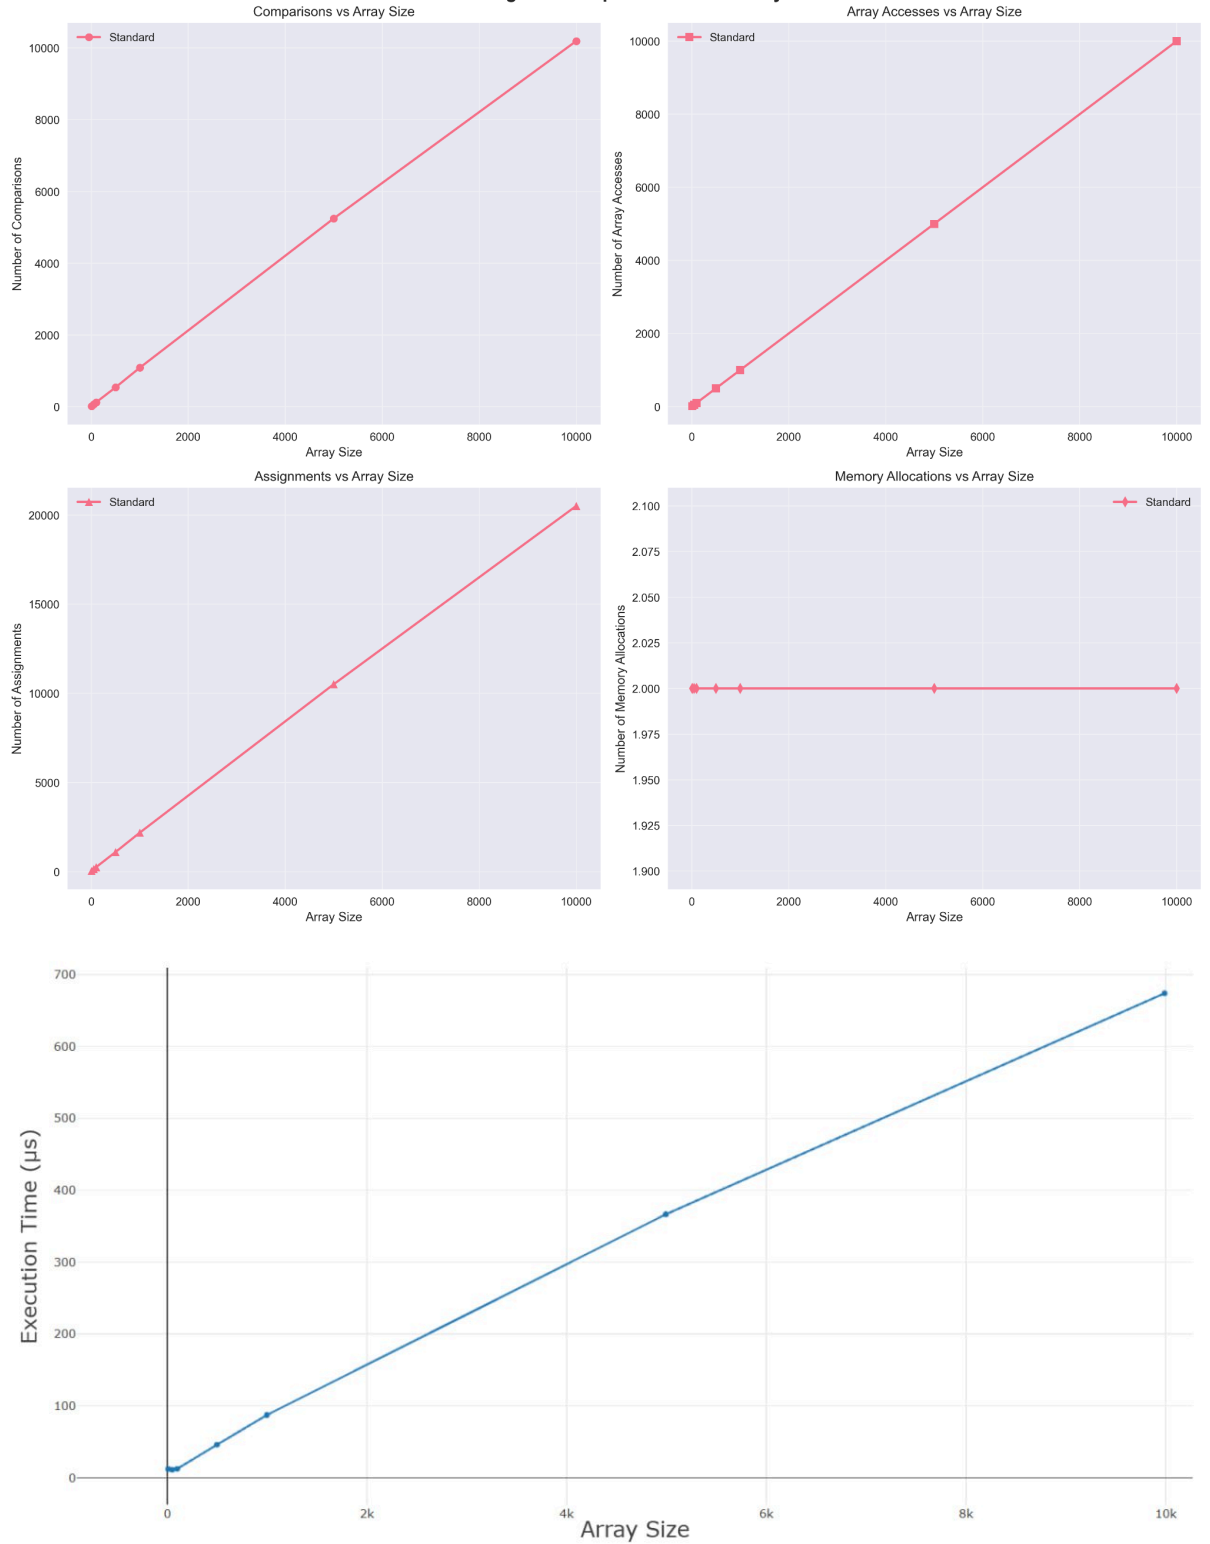 Comparisons vs Array Size
Standard
10000
8000
6000
4000
2000
0
Number of Comparisons
0 2000 4000 6000 8000 10000
Array Size
Array Accesses vs Array Size
Standard
10000
8000
6000
4000
2000
0
Number of Array Accesses
0 2000 4000 6000 8000 10000
Array Size
Assignments vs Array Size
Standard
20000
15000
10000
5000
0
Number of Assignments
0 2000 4000 6000 8000 10000
Array Size
Memory Allocations vs Array Size
Standard
2.100
2.075
2.050
2.025
2.000
1.975
1.950
1.925
1.900
Number of Memory Allocations
0 2000 4000 6000 8000 10000
Array Size
700
600
500
400
300
200
100
0
Execution Time (μs)
0 2k 4k 6k 8k 10k
Array Size